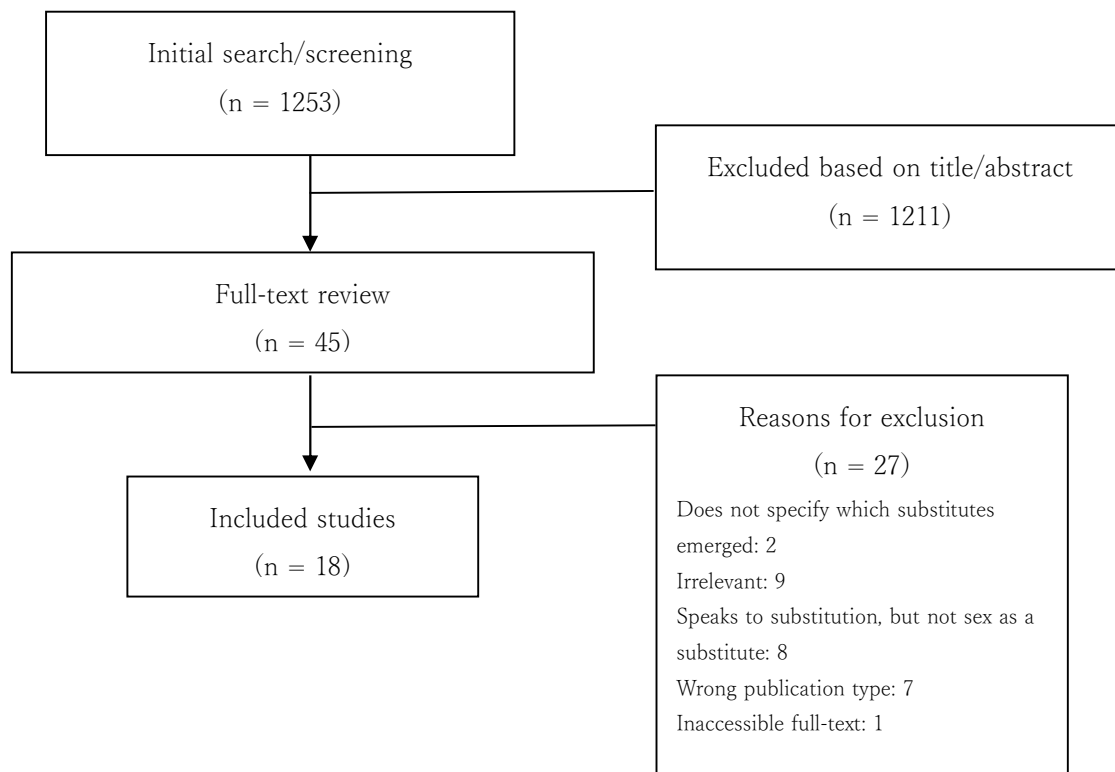 Initial search/screening
(n = 1253)
Excluded based on title/abstract
(n = 1211)
Full-text review
(n = 45)
Reasons for exclusion
(n = 27)
Does not specify which substitutes
emerged: 2
Irrelevant: 9
Speaks to substitution, but not sex as a
substitute: 8
Wrong publication type: 7
Inaccessible full-text: 1
Included studies
(n = 18)